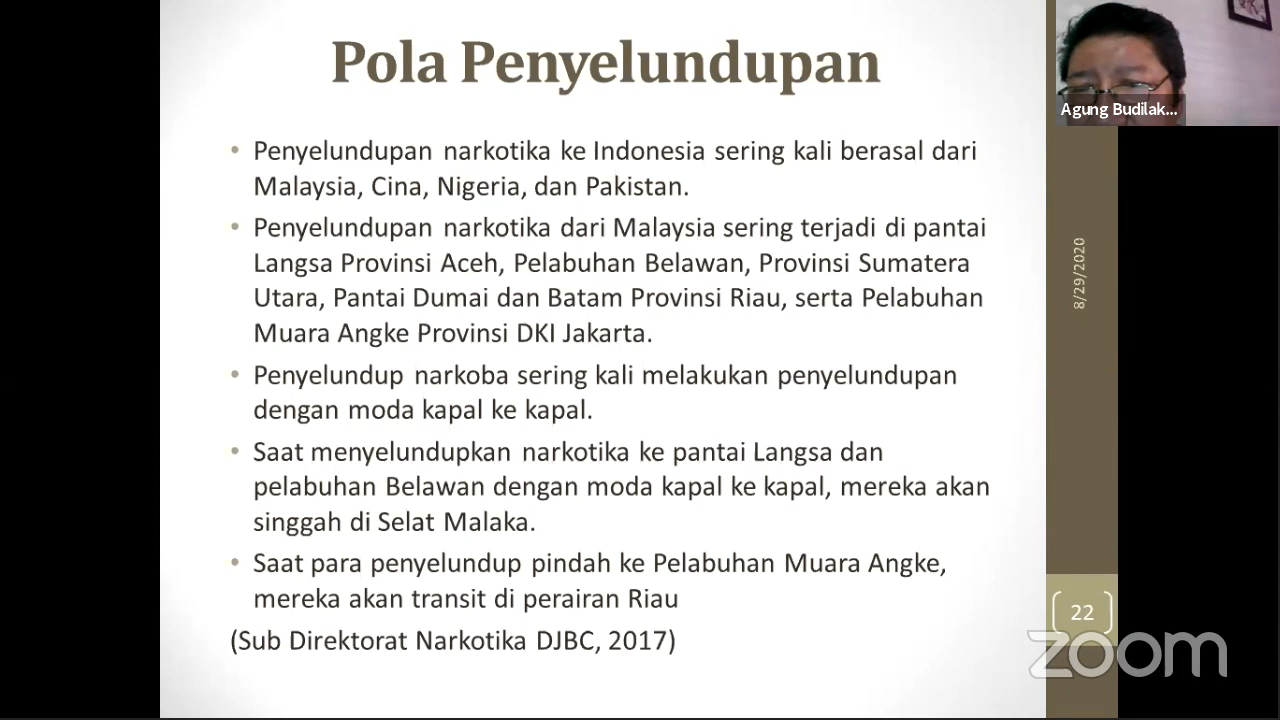 Pola Penyelundupan
• Penyelundupan narkotika ke Indonesia sering kali berasal dari
Malaysia, Cina, Nigeria, dan Pakistan.
• Penyelundupan narkotika dari Malaysia sering terjadi di pantai
Langsa Provinsi Aceh, Pelabuhan Belawan, Provinsi Sumatera
Utara, Pantai Dumai dan Batam Provinsi Riau, serta Pelabuhan
Muara Angke Provinsi DKI Jakarta.
• Penyelundup narkoba sering kali melakukan penyelundupan
dengan moda kapal ke kapal.
• Saat menyelundupkan narkotika ke pantai Langsa dan
pelabuhan Belawan dengan moda kapal ke kapal, mereka akan
singgah di Selat Malaka.
• Saat para penyelundup pindah ke Pelabuhan Muara Angke,
mereka akan transit di perairan Riau
(Sub Direktorat Narkotika DJBC, 2017)
Agung Budilak...
8/29/2020
22
zoom